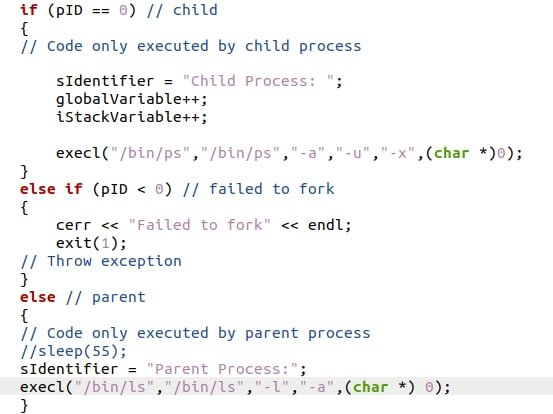 if (pID == 0) // child
{
// Code only executed by child process
sIdentifier = "Child Process: ";
globalVariable++;
iStackVariable++;
execl("/bin/ps","/bin/ps","-a","-u","-x",(char *)0);
}
else if (pID < 0) // failed to fork
{
cerr << "Failed to fork" << endl;
exit(1);
// Throw exception
}
else // parent
{
// Code only executed by parent process
//sleep(55);
sIdentifier = "Parent Process:";
execl("/bin/ls","/bin/ls","-l","-a",(char *) 0);
}